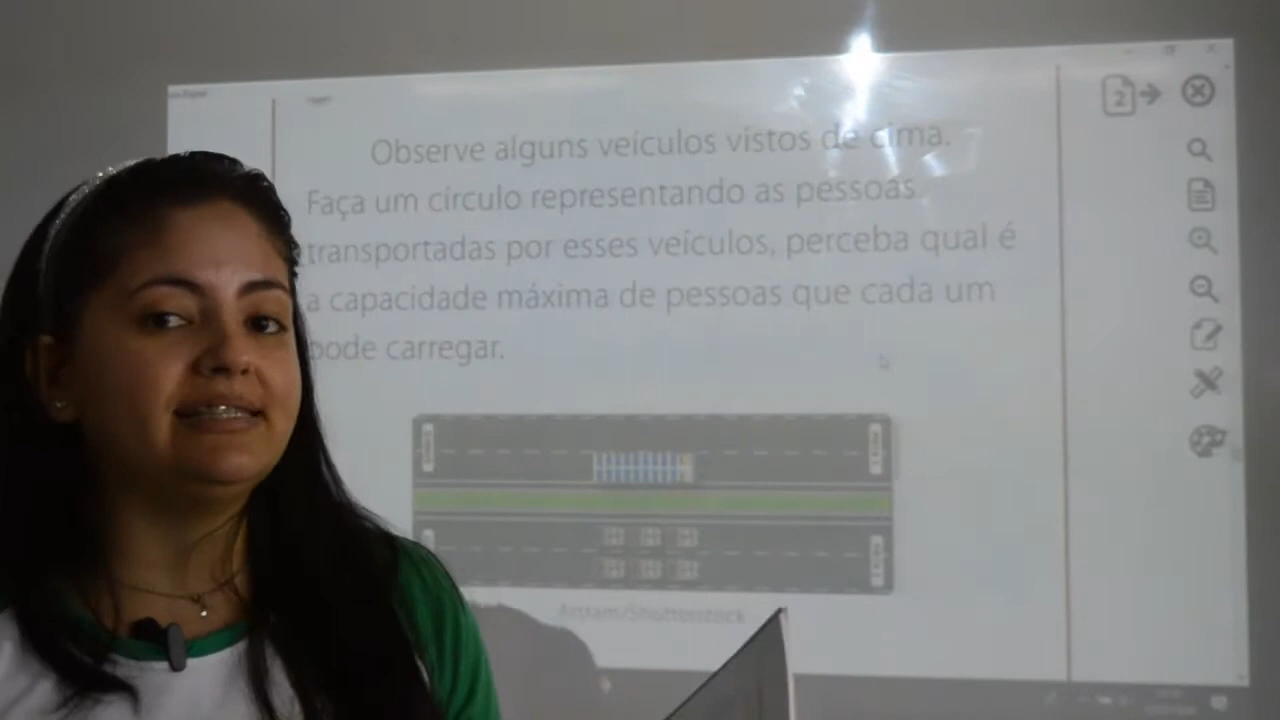 2
Observe alguns veículos vistos de cima.
Faça um círculo representando as pessoas
transportadas por esses veículos, perceba qual é
a capacidade máxima de pessoas que cada um
pode carregar.